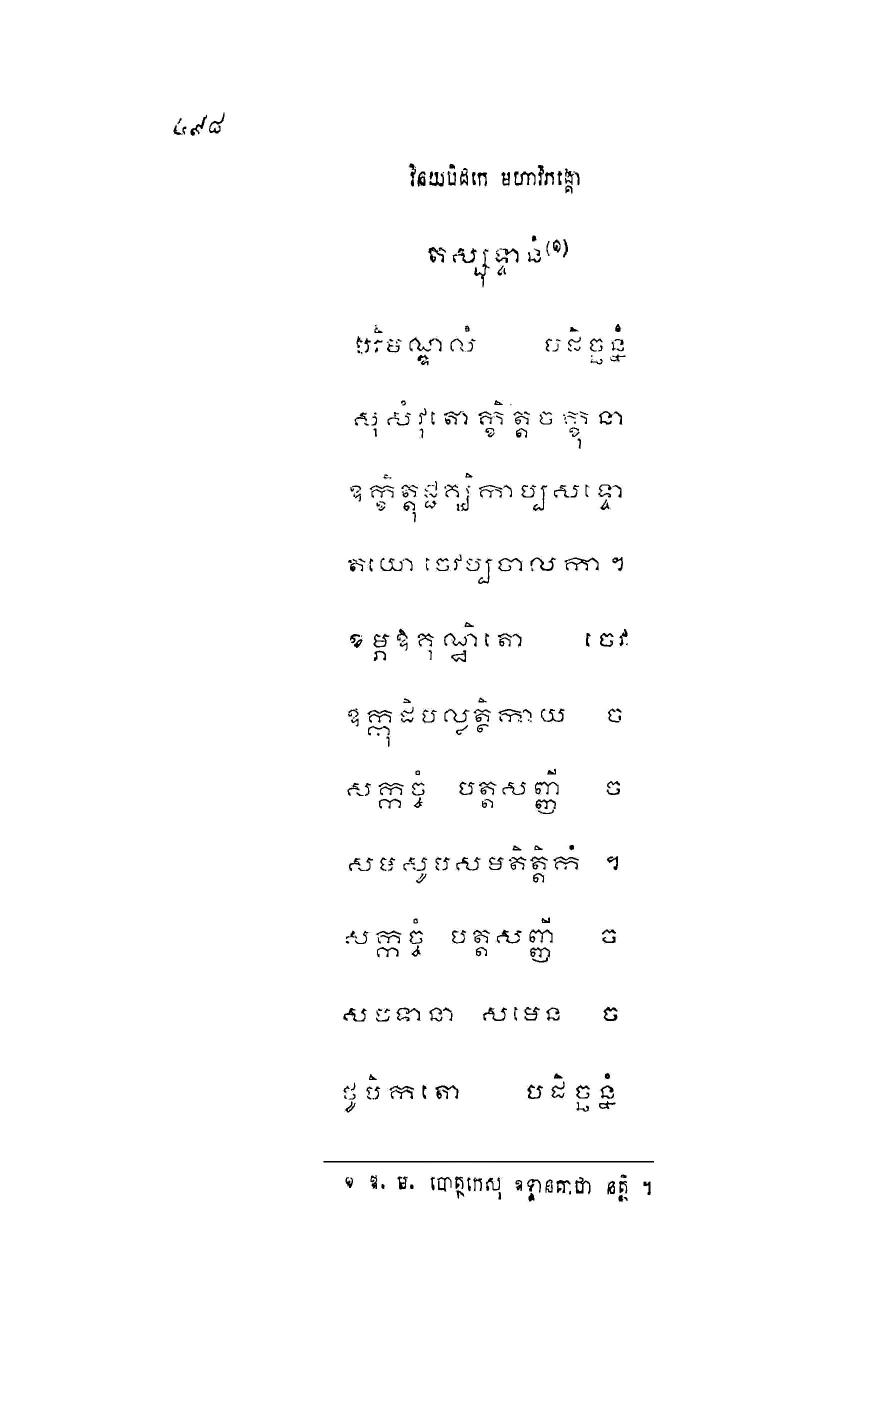 ៤៩៨
វិនយបិដកេ មហាវិភង្គោ
តស្សុទ្ទានំ(១)
បរិមណ្ឌលំ បដិច្ឆន្នំ
សុសំវុតោក្ខិត្តចក្ខុនា
ឧក្ខិត្តុជ្ជគ្ឃិកាប្បសទ្ទោ
តយោ ចេវប្បចាលកា ។
ខម្ភឱគុណ្ឋិតោ ចេវ
ឧក្កុដិបល្លត្ថិកាយ ច
សក្កច្ចំ បត្តសញ្ញី ច
សមសូបសមតិត្តិកំ ។
សក្កច្ចំ បត្តសញ្ញី ច
សបទានា សមេន ច
ថូបិកតោ បដិច្ឆន្នំ
១ ឱ. ម. បោត្ថកេសុ ឧទ្ទានគាថា នត្ថិ ។